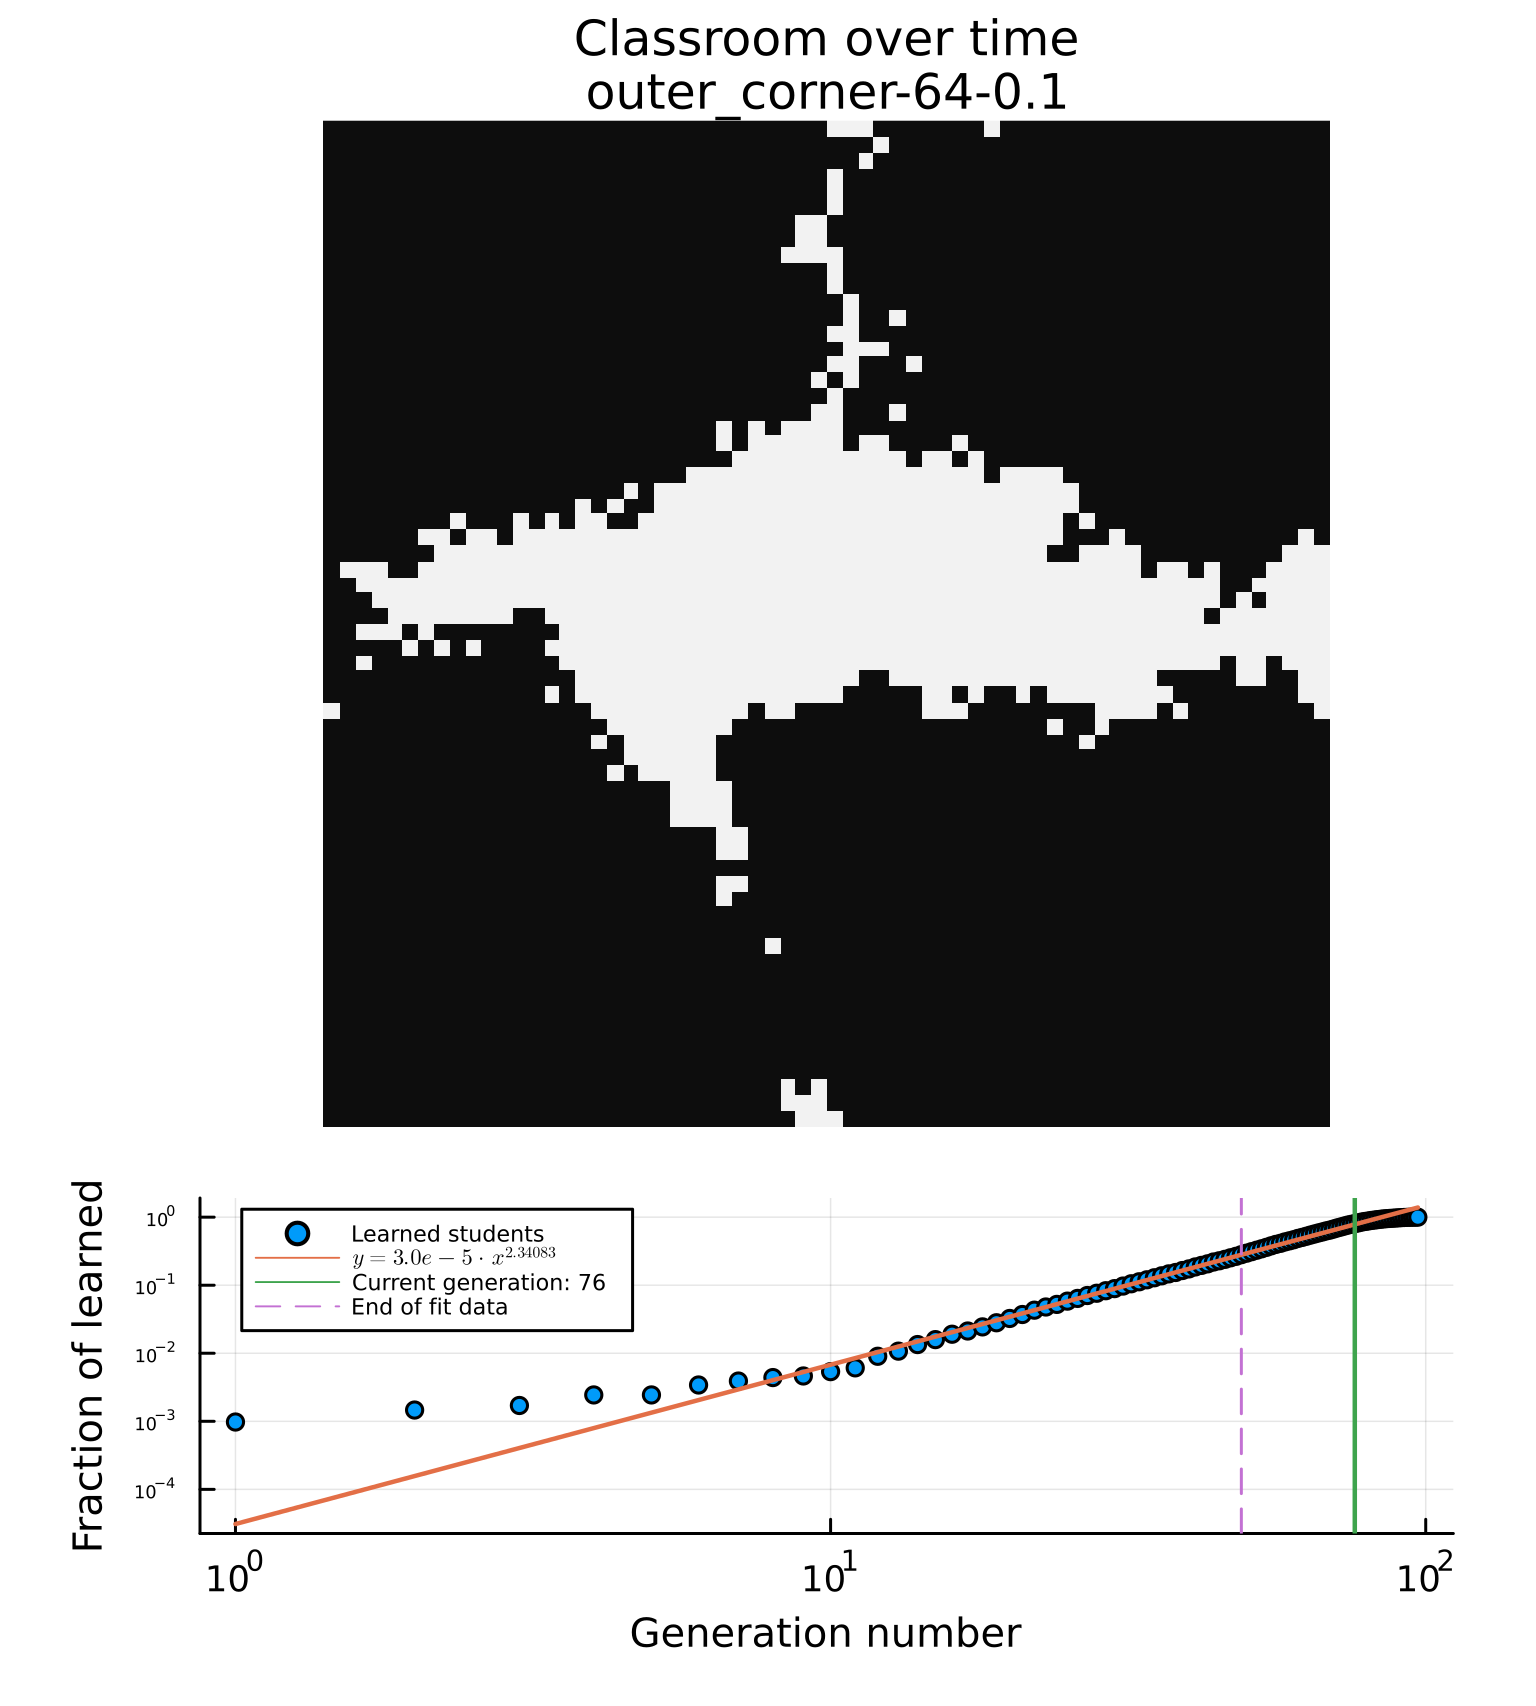 Classroom over time
outer_corner-64-0.1
Fraction of learned
10^0
10^−1
10^−2
10^−3
10^−4
Learned students
y = 3.0e − 5 · x^2.34083
Current generation: 76
End of fit data
10^0 10^1 10^2
Generation number